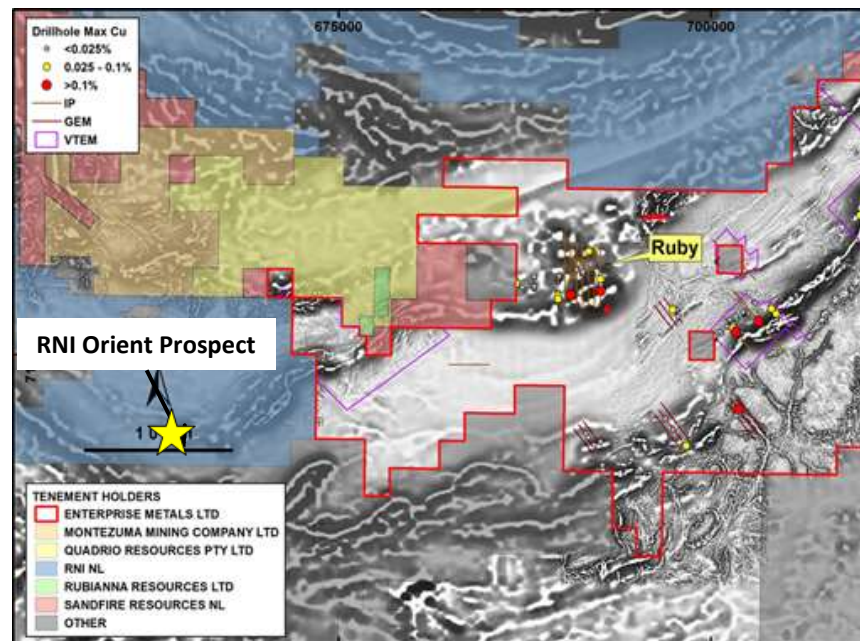 675000
700000
Drillhole Max Cu
<0.025%
0.025 - 0.1%
>0.1%
IP
GEM
VTEM
Ruby
RNI Orient Prospect
TENEMENT HOLDERS
ENTERPRISE METALS LTD
MONTEZUMA MINING COMPANY LTD
QUADRIO RESOURCES PTY LTD
RNI NL
RUBIANNA RESOURCES LTD
SANDFIRE RESOURCES NL
OTHER